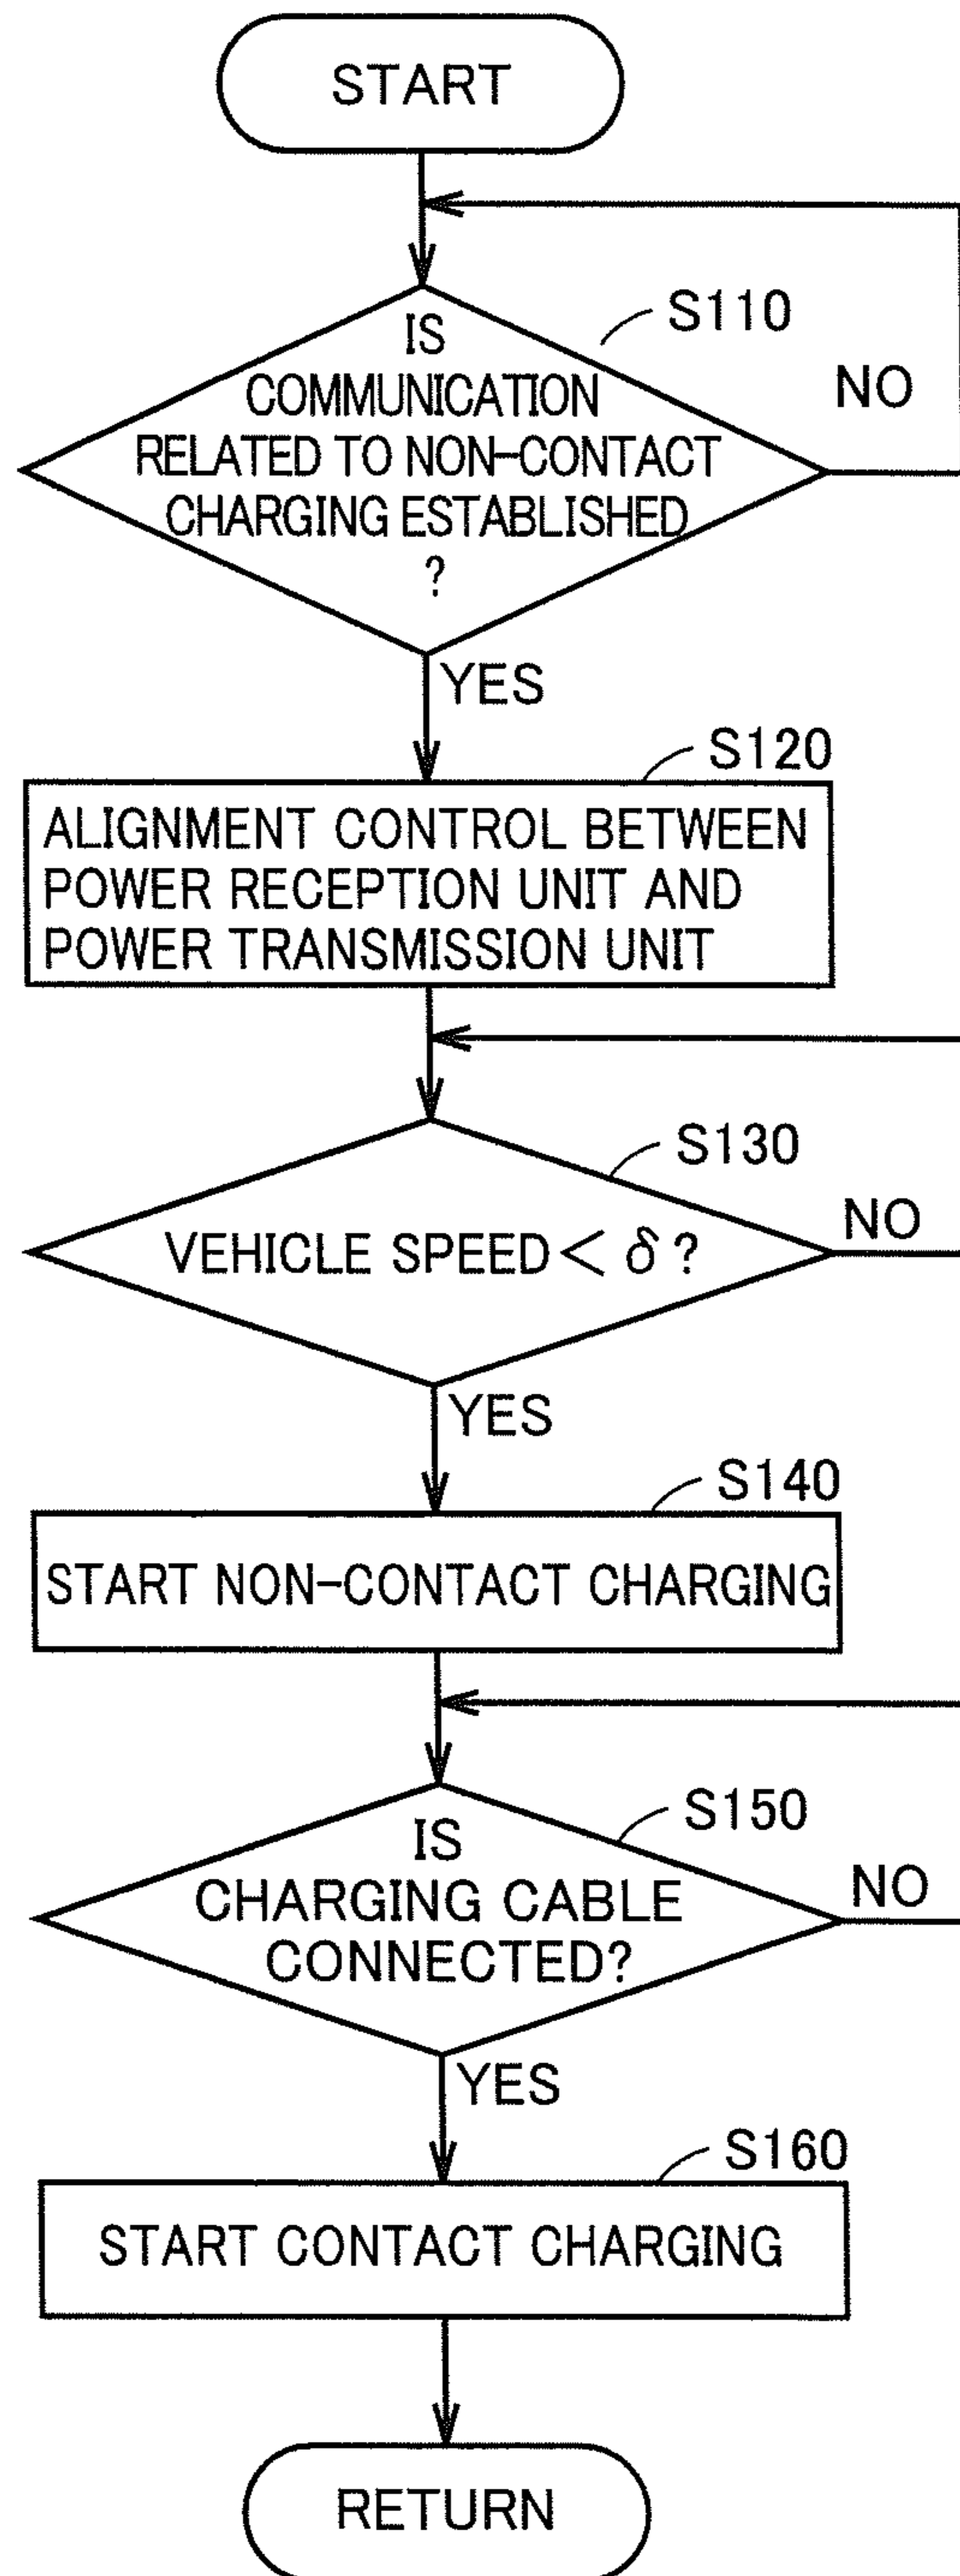 START
S110
IS
COMMUNICATION
RELATED TO NON-CONTACT
CHARGING ESTABLISHED
?
NO
YES
S120
ALIGNMENT CONTROL BETWEEN
POWER RECEPTION UNIT AND
POWER TRANSMISSION UNIT
S130
VEHICLE SPEED < δ ?
NO
YES
S140
START NON-CONTACT CHARGING
S150
IS
CHARGING CABLE
CONNECTED?
NO
YES
S160
START CONTACT CHARGING
RETURN